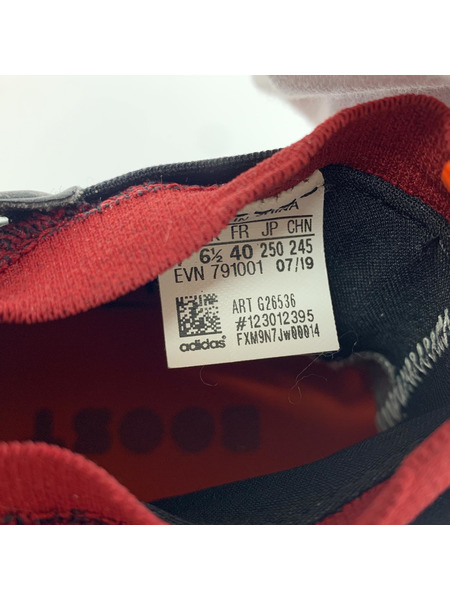 FR JP CHN
6½ 40 250 245
EVN 791001 07/19
ART G26536
#123012395
FXM9N7Jw00014
adidas
BOOST